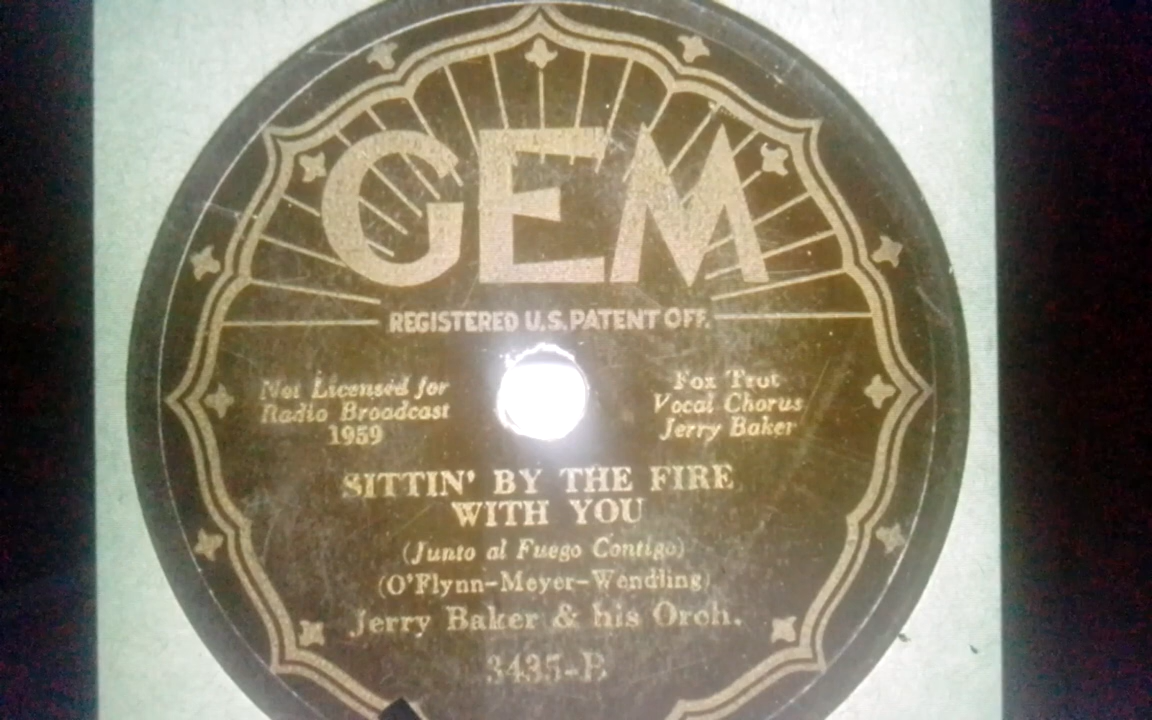 GEM
REGISTERED U.S. PATENT OFF.
Not Licensed for
Radio Broadcast
1959
Fox Trot
Vocal Chorus
Jerry Baker
SITTIN' BY THE FIRE
WITH YOU
(Junto al Fuego Contigo)
(O'Flynn-Meyer-Wendling)
Jerry Baker & his Orch.
3435-B